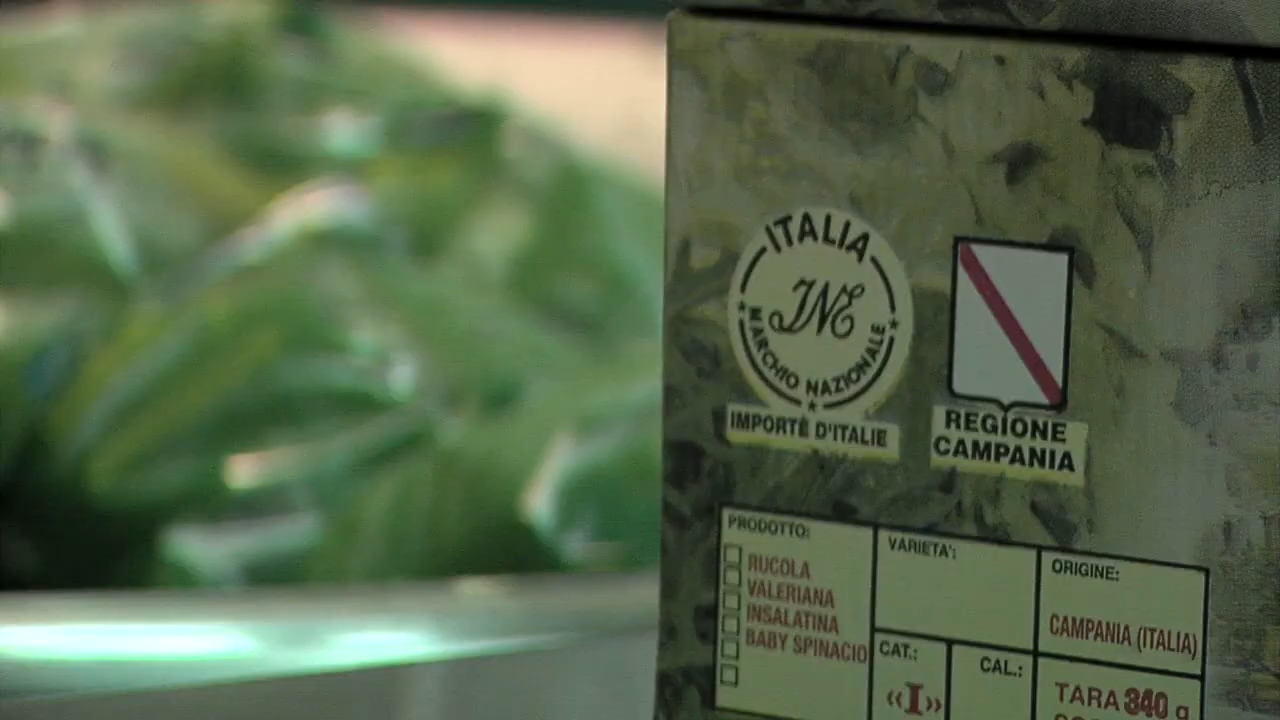 ITALIA
INE
MARCHIO NAZIONALE
IMPORTÉ D'ITALIE
REGIONE
CAMPANIA
PRODOTTO:
RUCOLA
VALERIANA
INSALATINA
BABY SPINACIO
VARIETA':
ORIGINE:
CAMPANIA (ITALIA)
CAT.:
«I»
CAL.:
TARA 340 g